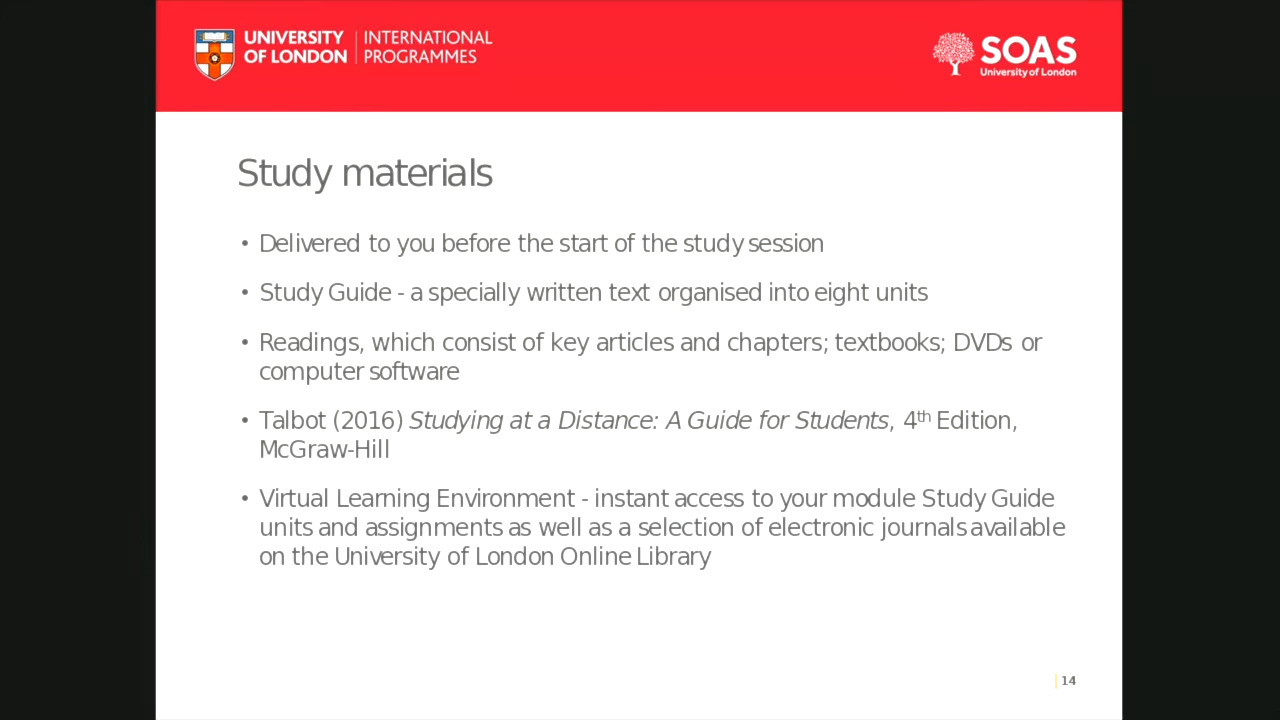 UNIVERSITY OF LONDON | INTERNATIONAL PROGRAMMES
SOAS
University of London
Study materials
• Delivered to you before the start of the study session
• Study Guide - a specially written text organised into eight units
• Readings, which consist of key articles and chapters; textbooks; DVDs or
computer software
• Talbot (2016) Studying at a Distance: A Guide for Students, 4th Edition,
McGraw-Hill
• Virtual Learning Environment - instant access to your module Study Guide
units and assignments as well as a selection of electronic journals available
on the University of London Online Library
14